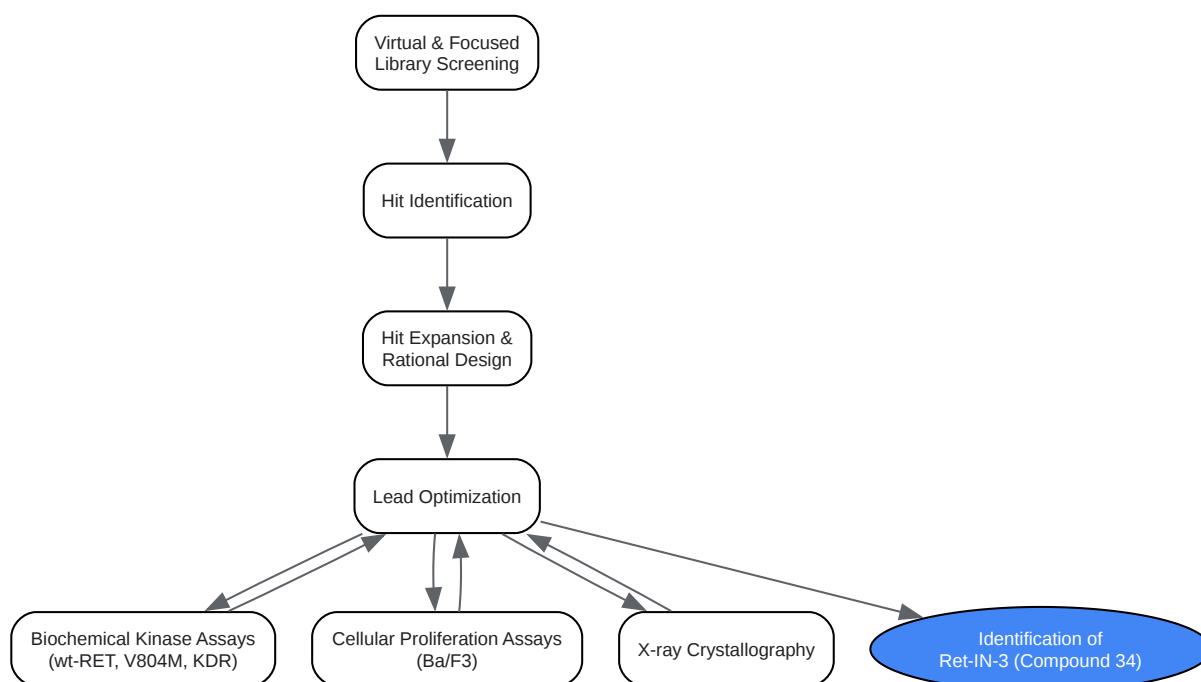 Virtual & Focused
Library Screening
Hit Identification
Hit Expansion &
Rational Design
Lead Optimization
Biochemical Kinase Assays
(wt-RET, V804M, KDR)
Cellular Proliferation Assays
(Ba/F3)
X-ray Crystallography
Identification of
Ret-IN-3 (Compound 34)